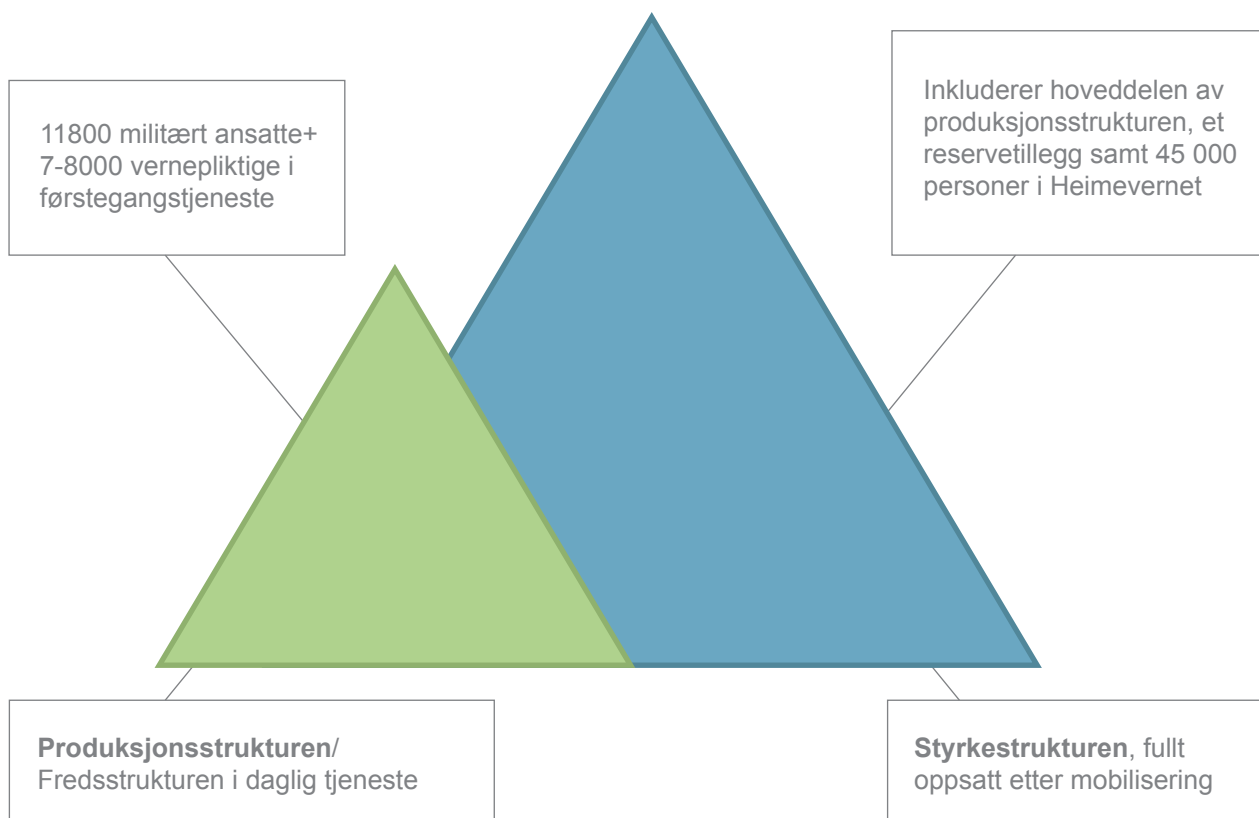 11800 militært ansatte+
7-8000 vernepliktige i
førstegangstjeneste
Inkluderer hoveddelen av
produksjonsstrukturen, et
reservetillegg samt 45 000
personer i Heimevernet
Produksjonsstrukturen/
Fredsstrukturen i daglig tjeneste
Styrkestrukturen, fullt
oppsatt etter mobilisering